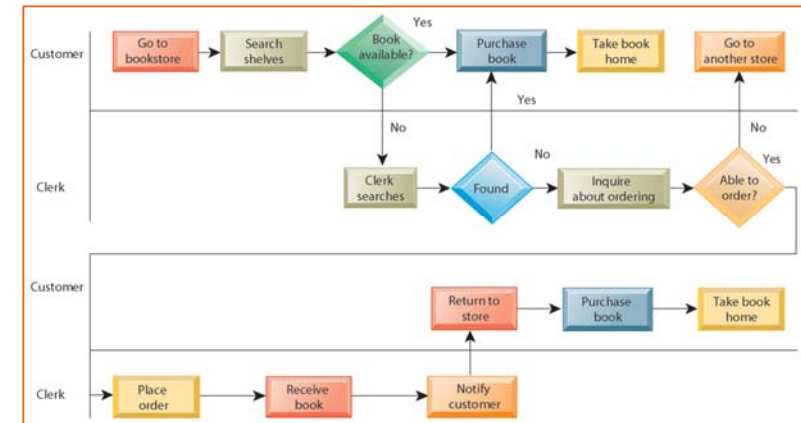 Customer
Go to
bookstore
Search
shelves
Book
available?
Yes
Purchase
book
Take book
home
Go to
another store
No
Yes
No
Clerk
Clerk
searches
Found
No
Inquire
about ordering
Able to
order?
Yes
Customer
Return to
store
Purchase
book
Take book
home
Clerk
Place
order
Receive
book
Notify
customer